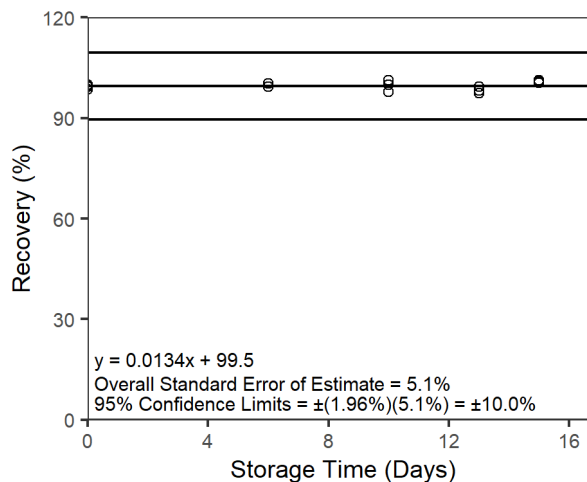 120
90
60
30
0
Recovery (%)
y = 0.0134x + 99.5
Overall Standard Error of Estimate = 5.1%
95% Confidence Limits = ±(1.96%)(5.1%) = ±10.0%
0 4 8 12 16
Storage Time (Days)